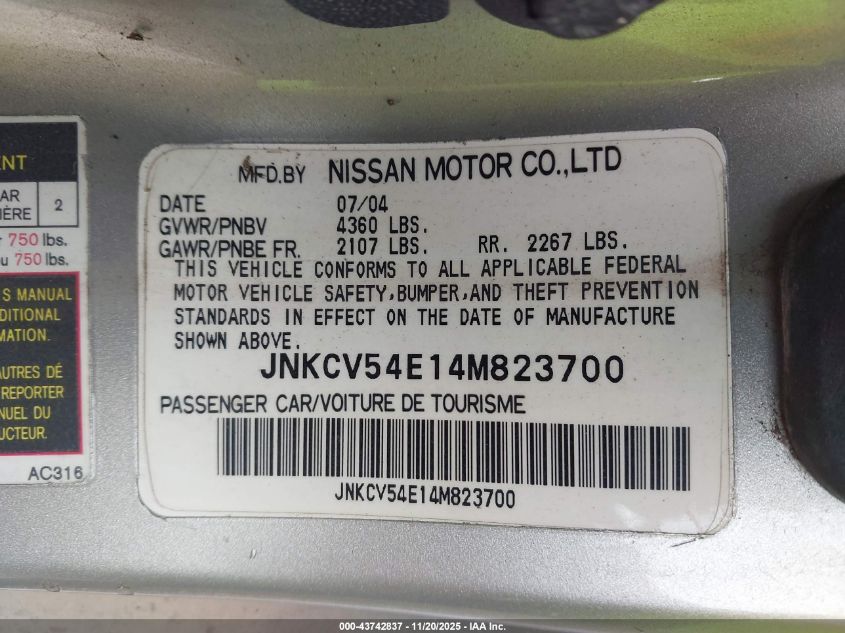 ENT
AR
IÈRE
2
750 lbs.
u 750 lbs.
S MANUAL
DITIONAL
MATION.
AUTRES DÉ
REPORTER
NUEL DU
UCTEUR.
AC316
MFD.BY NISSAN MOTOR CO.,LTD
DATE 07/04
GVWR/PNBV 4360 LBS.
GAWR/PNBE FR. 2107 LBS. RR. 2267 LBS.
THIS VEHICLE CONFORMS TO ALL APPLICABLE FEDERAL
MOTOR VEHICLE SAFETY,BUMPER,AND THEFT PREVENTION
STANDARDS IN EFFECT ON THE DATE OF MANUFACTURE
SHOWN ABOVE.
JNKCV54E14M823700
PASSENGER CAR/VOITURE DE TOURISME
JNKCV54E14M823700
000-43742837 - 11/20/2025 - IAA Inc.